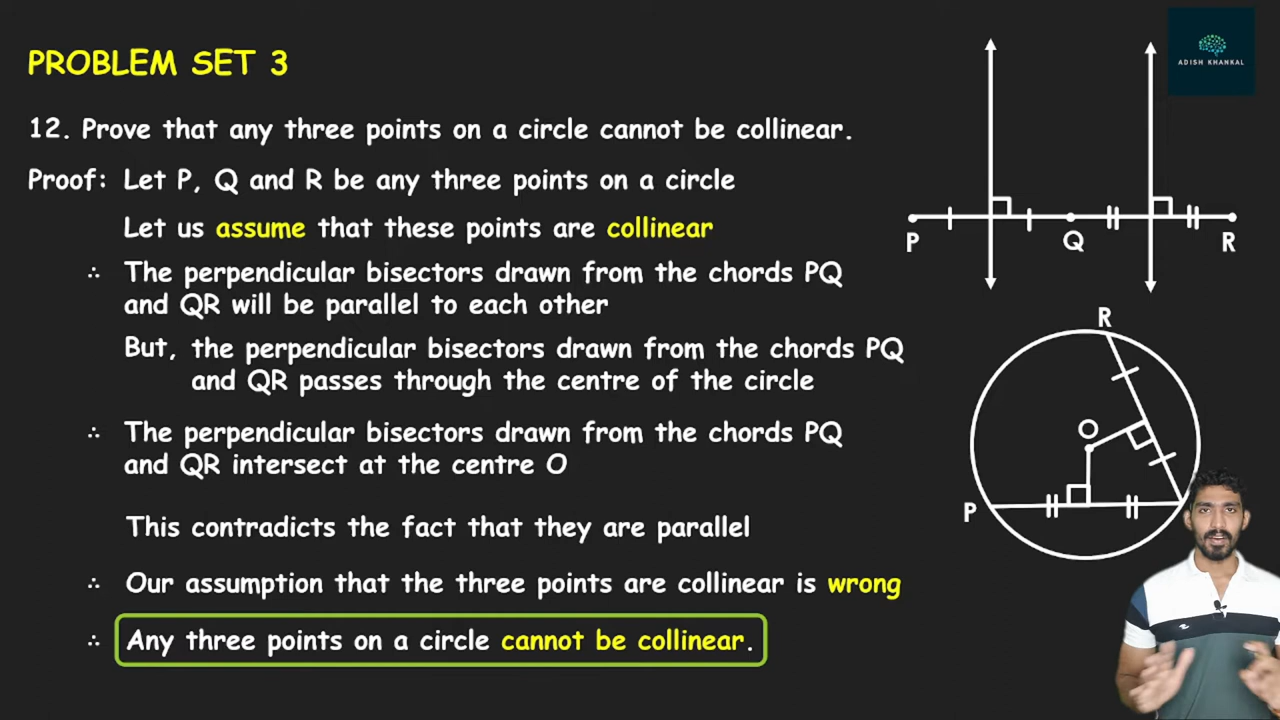 PROBLEM SET 3
ADISH KHANKAL
12. Prove that any three points on a circle cannot be collinear.
Proof: Let P, Q and R be any three points on a circle
Let us assume that these points are collinear
∴ The perpendicular bisectors drawn from the chords PQ
and QR will be parallel to each other
But, the perpendicular bisectors drawn from the chords PQ
and QR passes through the centre of the circle
∴ The perpendicular bisectors drawn from the chords PQ
and QR intersect at the centre O
This contradicts the fact that they are parallel
∴ Our assumption that the three points are collinear is wrong
∴ Any three points on a circle cannot be collinear.
P Q R
R
O
P